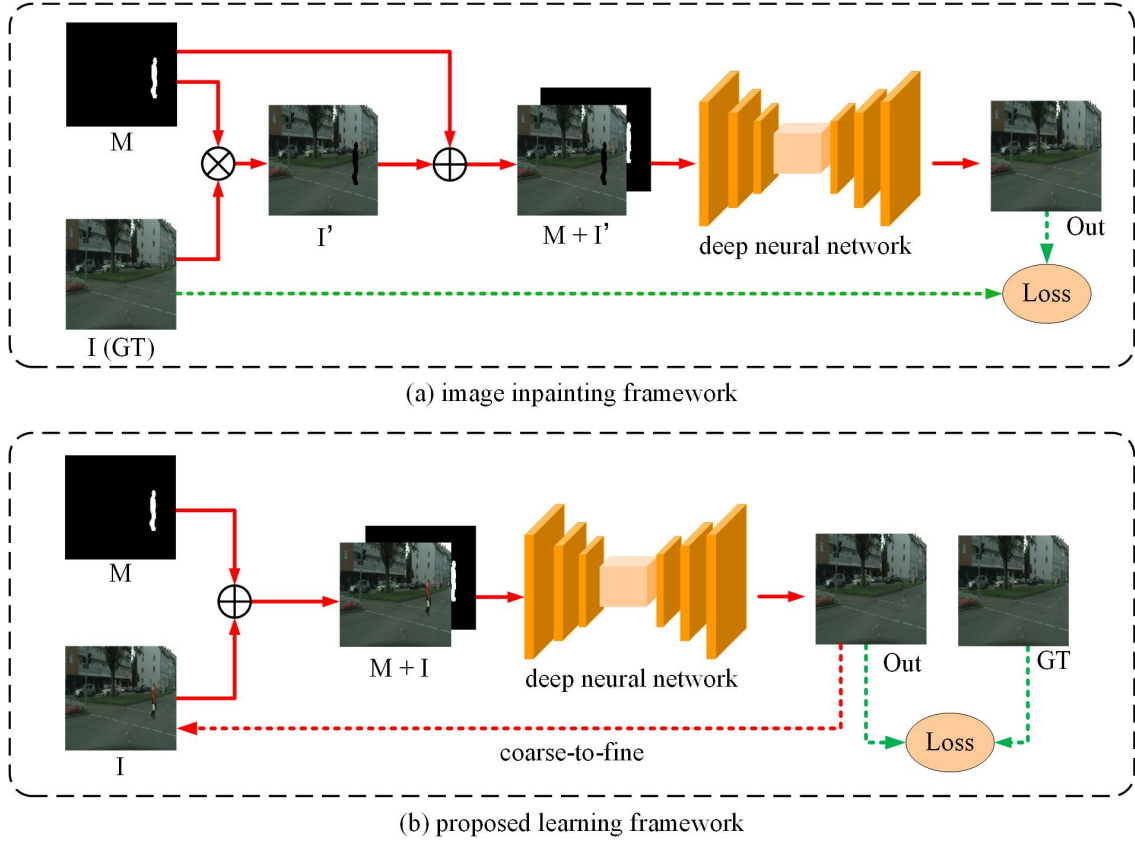 M
I'
M + I'
deep neural network
Out
Loss
I (GT)
(a) image inpainting framework
M
M + I
deep neural network
Out
GT
I
coarse-to-fine
Loss
(b) proposed learning framework